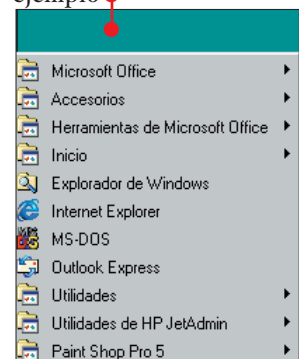 ejemplo
Microsoft Office
Accesorios
Herramientas de Microsoft Office
Inicio
Explorador de Windows
Internet Explorer
MS-DOS
Outlook Express
Utilidades
Utilidades de HP JetAdmin
Paint Shop Pro 5